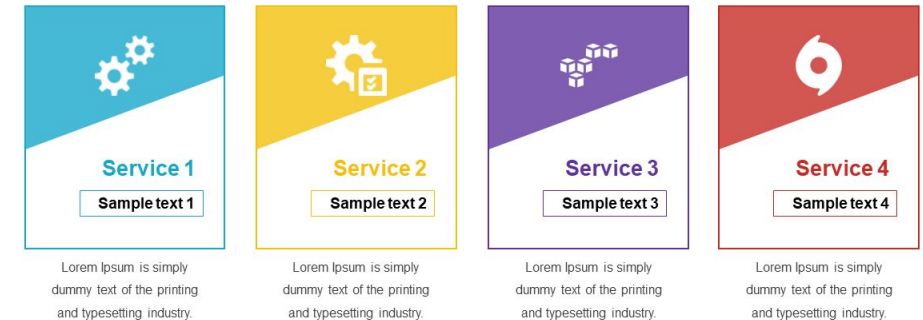 Service 1
Sample text 1
Lorem Ipsum is simply
dummy text of the printing
and typesetting industry.
Service 2
Sample text 2
Lorem Ipsum is simply
dummy text of the printing
and typesetting industry.
Service 3
Sample text 3
Lorem Ipsum is simply
dummy text of the printing
and typesetting industry.
Service 4
Sample text 4
Lorem Ipsum is simply
dummy text of the printing
and typesetting industry.